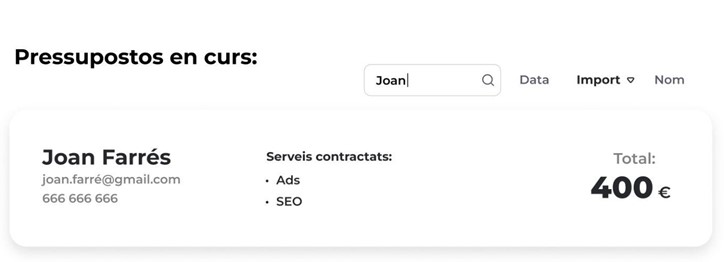 Pressupostos en curs:
Joan
Data
Import
Nom
Joan Farrés
joan.farré@gmail.com
666 666 666
Serveis contractats:
• Ads
• SEO
Total:
400 €